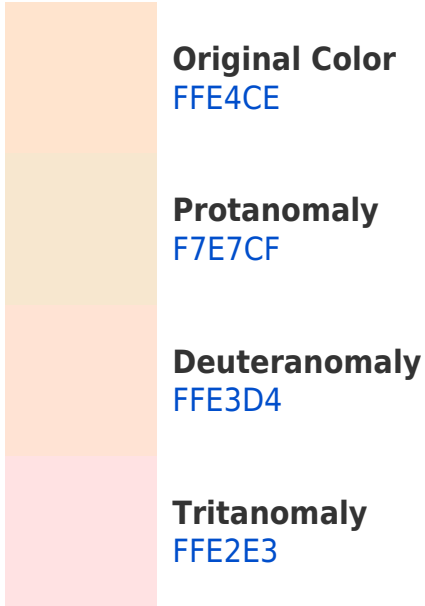 Original Color
FFE4CE
Protanomaly
F7E7CF
Deuteranomaly
FFE3D4
Tritanomaly
FFE2E3